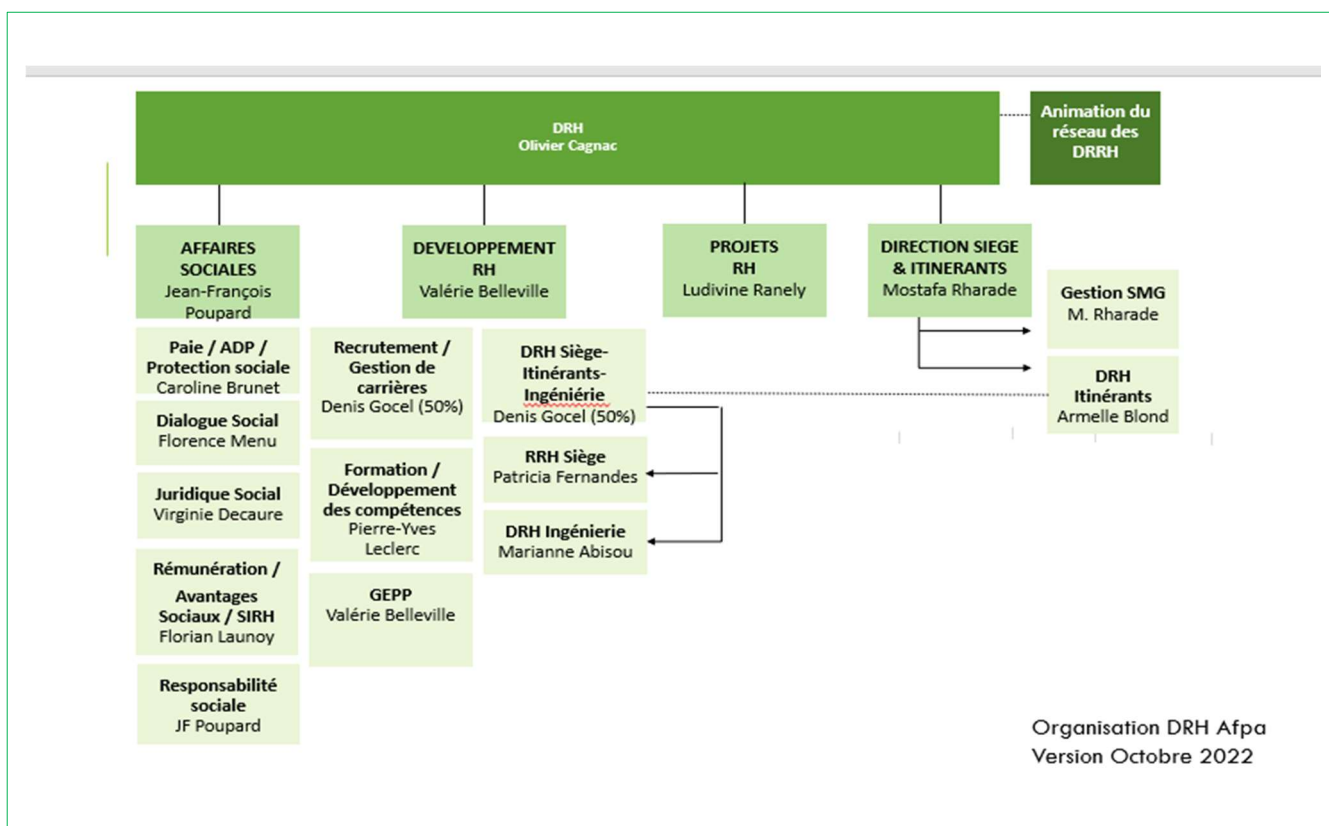 DRH
Olivier Cagnac
Animation du
réseau des
DRRH
AFFAIRES
SOCIALES
Jean-François
Poupard
DEVELOPPEMENT
RH
Valérie Belleville
PROJETS
RH
Ludivine Ranely
DIRECTION SIEGE
& ITINERANTS
Mostafa Rharade
Gestion SMG
M. Rharade
DRH
Itinérants
Armelle Blond
Paie / ADP /
Protection sociale
Caroline Brunet
Dialogue Social
Florence Menu
Juridique Social
Virginie Decaure
Rémunération /
Avantages
Sociaux / SIRH
Florian Launoy
Responsabilité
sociale
JF Poupard
Recrutement /
Gestion de
carrières
Denis Gocel (50%)
Formation /
Développement
des compétences
Pierre-Yves
Leclerc
GEPP
Valérie Belleville
DRH Siège-
Itinérants-
Ingéniérie
Denis Gocel (50%)
RRH Siège
Patricia Fernandes
DRH Ingénierie
Marianne Abisou
Organisation DRH Afpa
Version Octobre 2022